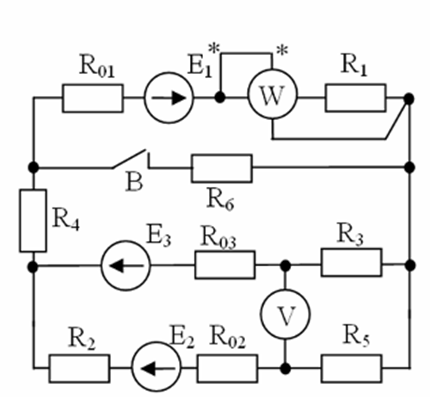 R01 E1 * * W R1
B R6
R4
E3 R03 R3
V
R2 E2 R02 R5